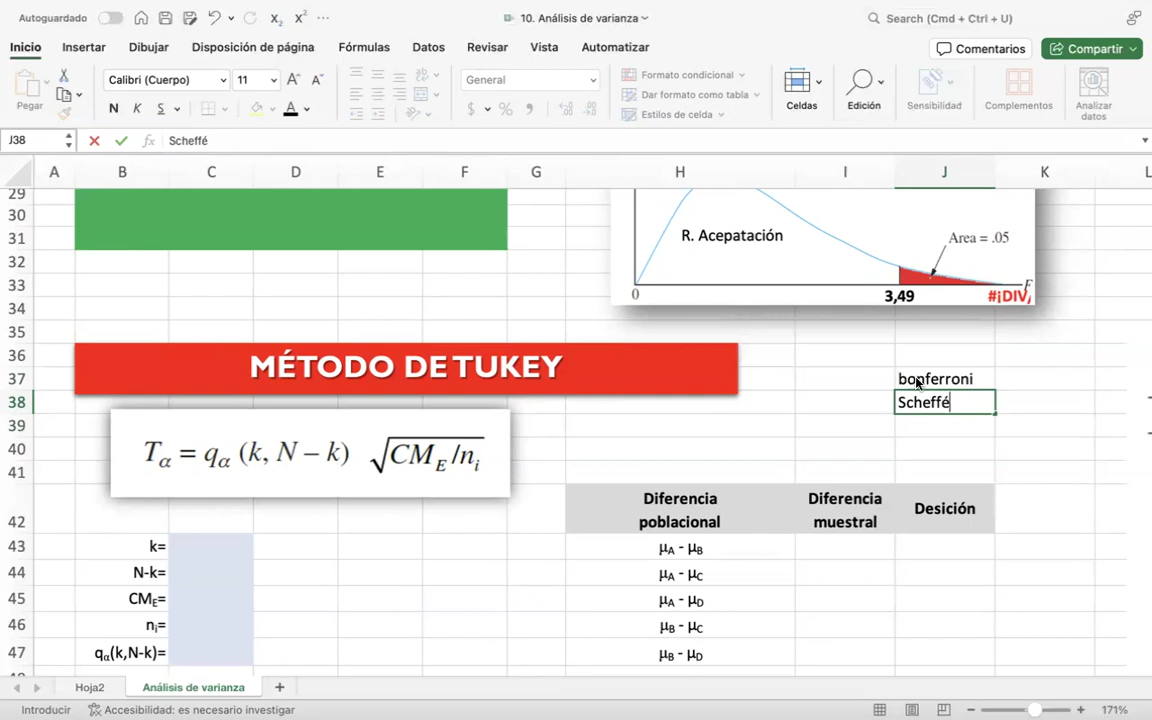 Autoguardado
10. Análisis de varianza
Search (Cmd + Ctrl + U)
Inicio Insertar Dibujar Disposición de página Fórmulas Datos Revisar Vista Automatizar
Comentarios Compartir
Pegar
Calibri (Cuerpo) 11
N K S
General
Formato condicional
Dar formato como tabla
Estilos de celda
Celdas Edición Sensibilidad Complementos Analizar datos
J38 fx Scheffé
A B C D E F G H I J K L
29
30
31
32
33
34
35
36
37
38
39
40
41
42
43
44
45
46
47
R. Acepatación
Area = .05
0 3,49 #¡DIV/ F
MÉTODO DE TUKEY
bonferroni
Scheffé
Tα = qα (k, N – k) √CME/ni
Diferencia poblacional
Diferencia muestral
Desición
k= μA - μB
N-k= μA - μC
CME= μA - μD
ni= μB - μC
qα(k,N-k)= μB - μD
Hoja2 Análisis de varianza
Introducir Accesibilidad: es necesario investigar 171%